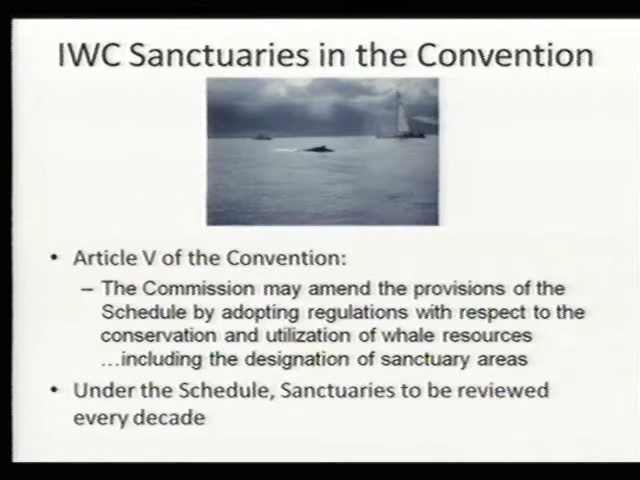 IWC Sanctuaries in the Convention
• Article V of the Convention:
– The Commission may amend the provisions of the
Schedule by adopting regulations with respect to the
conservation and utilization of whale resources
...including the designation of sanctuary areas
• Under the Schedule, Sanctuaries to be reviewed
every decade